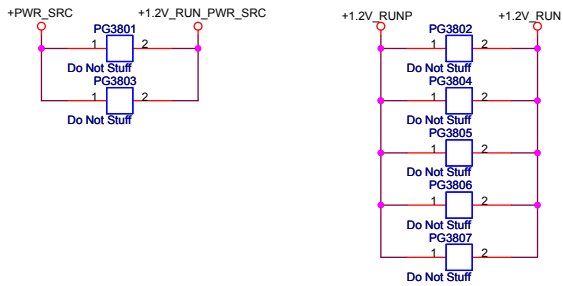 +PWR_SRC
+1.2V_RUN_PWR_SRC
PG3801
1 2
Do Not Stuff
PG3803
1 2
Do Not Stuff
+1.2V_RUNP
+1.2V_RUN
PG3802
1 2
Do Not Stuff
PG3804
1 2
Do Not Stuff
PG3805
1 2
Do Not Stuff
PG3806
1 2
Do Not Stuff
PG3807
1 2
Do Not Stuff